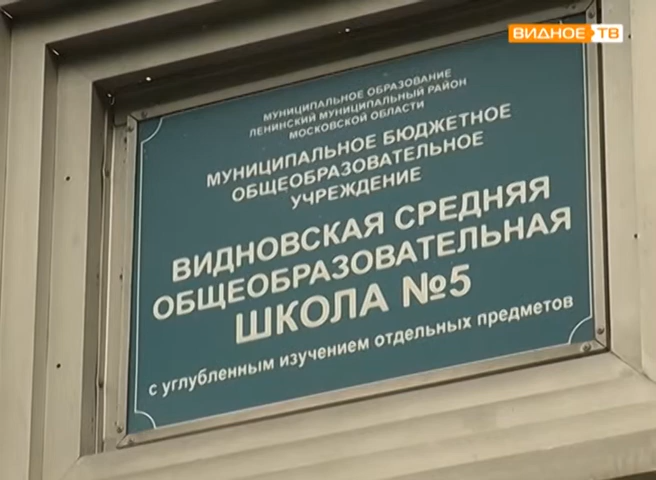 ВИДНОЕ ТВ
МУНИЦИПАЛЬНОЕ ОБРАЗОВАНИЕ
ЛЕНИНСКИЙ МУНИЦИПАЛЬНЫЙ РАЙОН
МОСКОВСКОЙ ОБЛАСТИ
МУНИЦИПАЛЬНОЕ БЮДЖЕТНОЕ
ОБЩЕОБРАЗОВАТЕЛЬНОЕ
УЧРЕЖДЕНИЕ
ВИДНОВСКАЯ СРЕДНЯЯ
ОБЩЕОБРАЗОВАТЕЛЬНАЯ
ШКОЛА №5
с углубленным изучением отдельных предметов